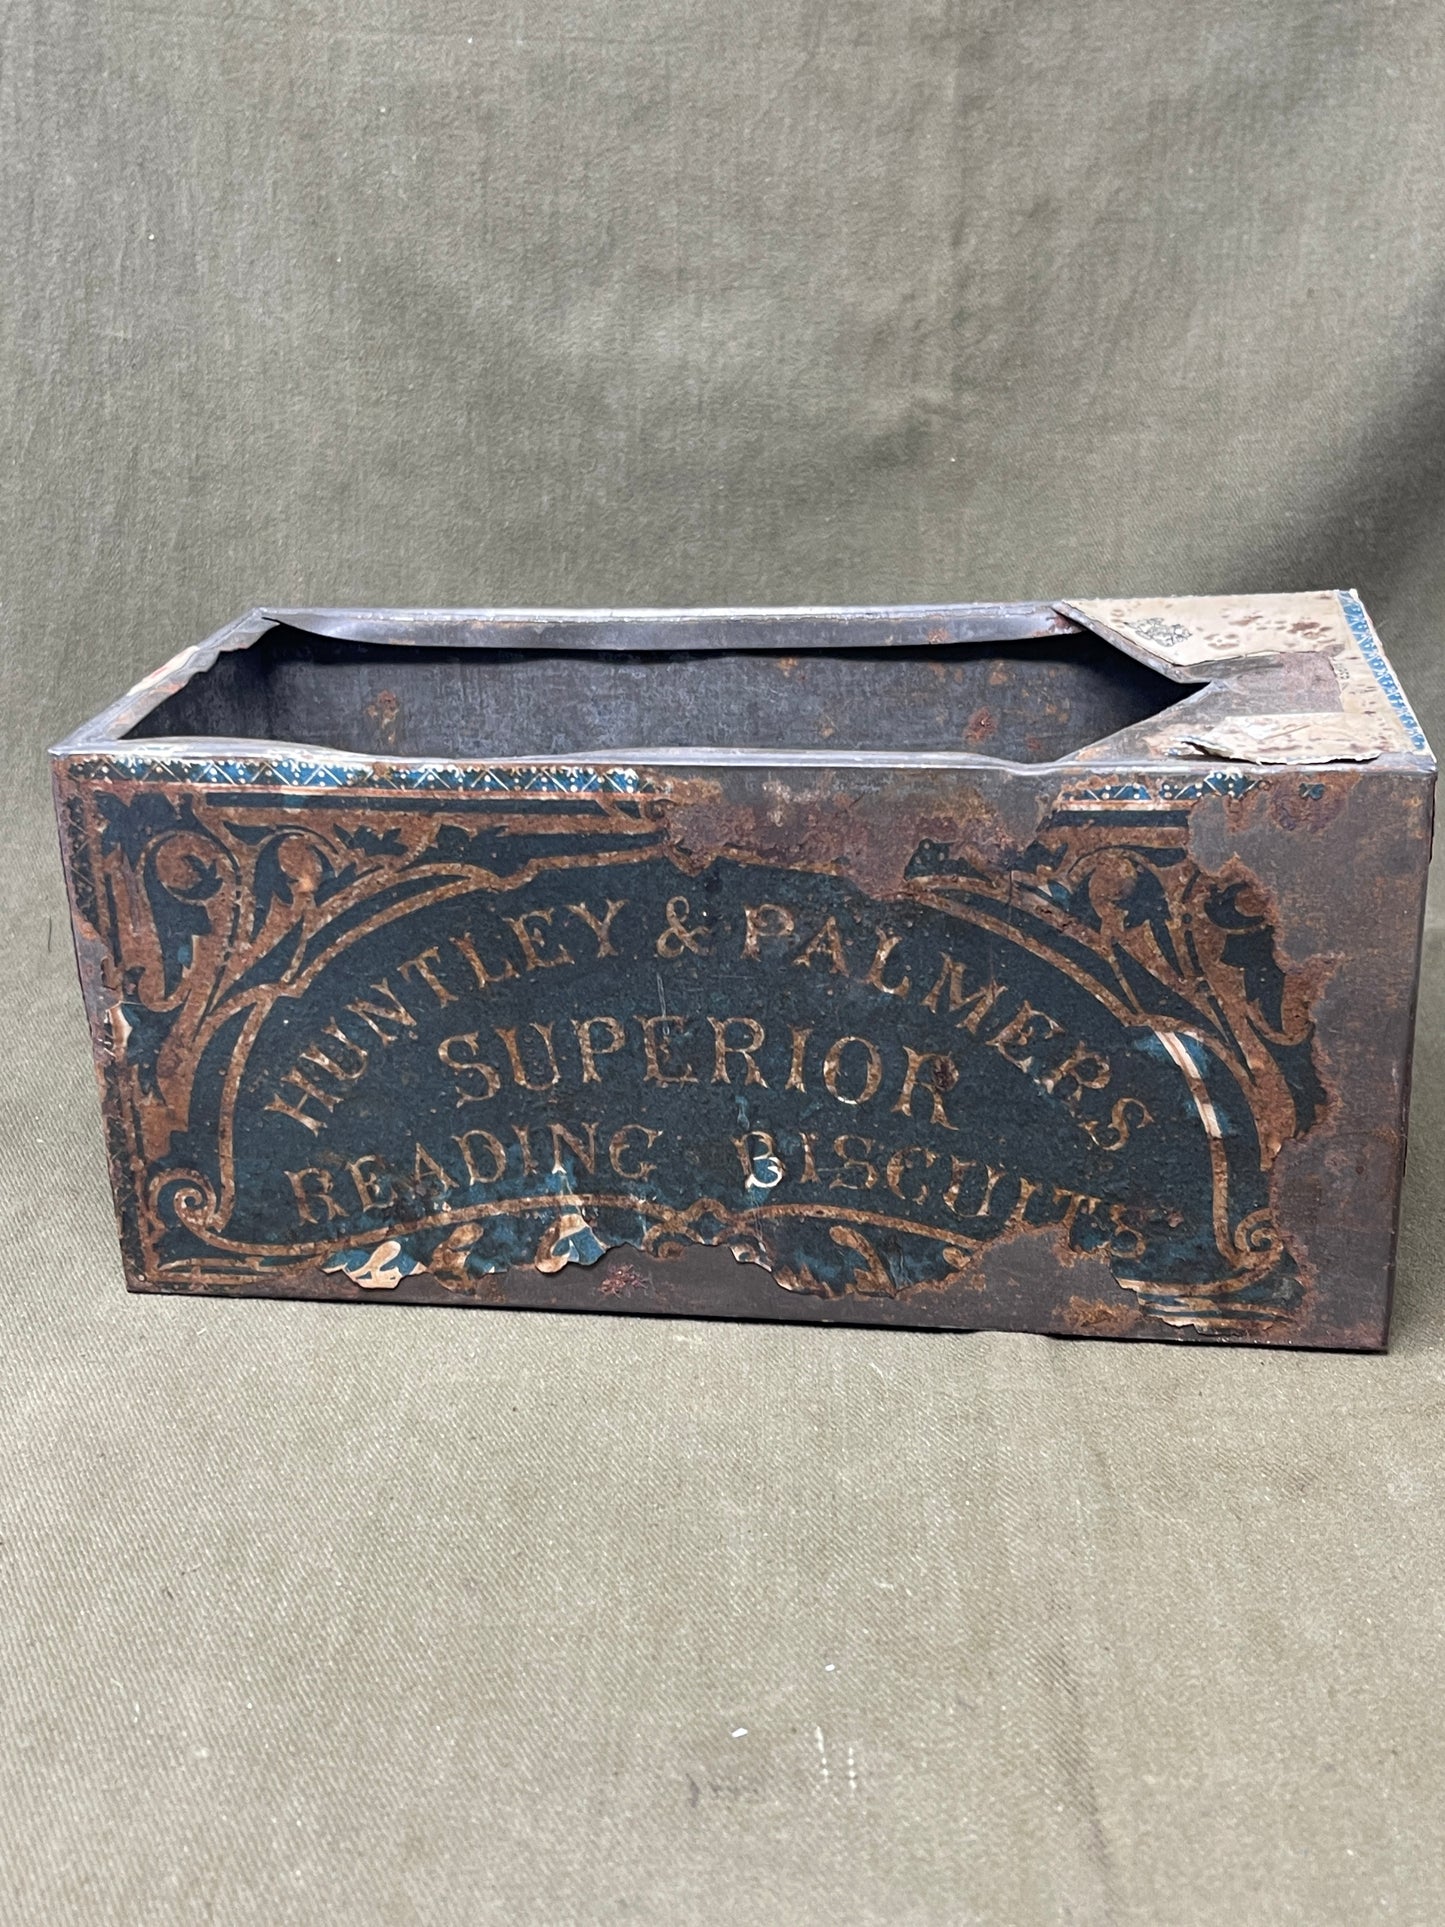 HUNTLEY & PALMERS
SUPERIOR
READING BISCUITS